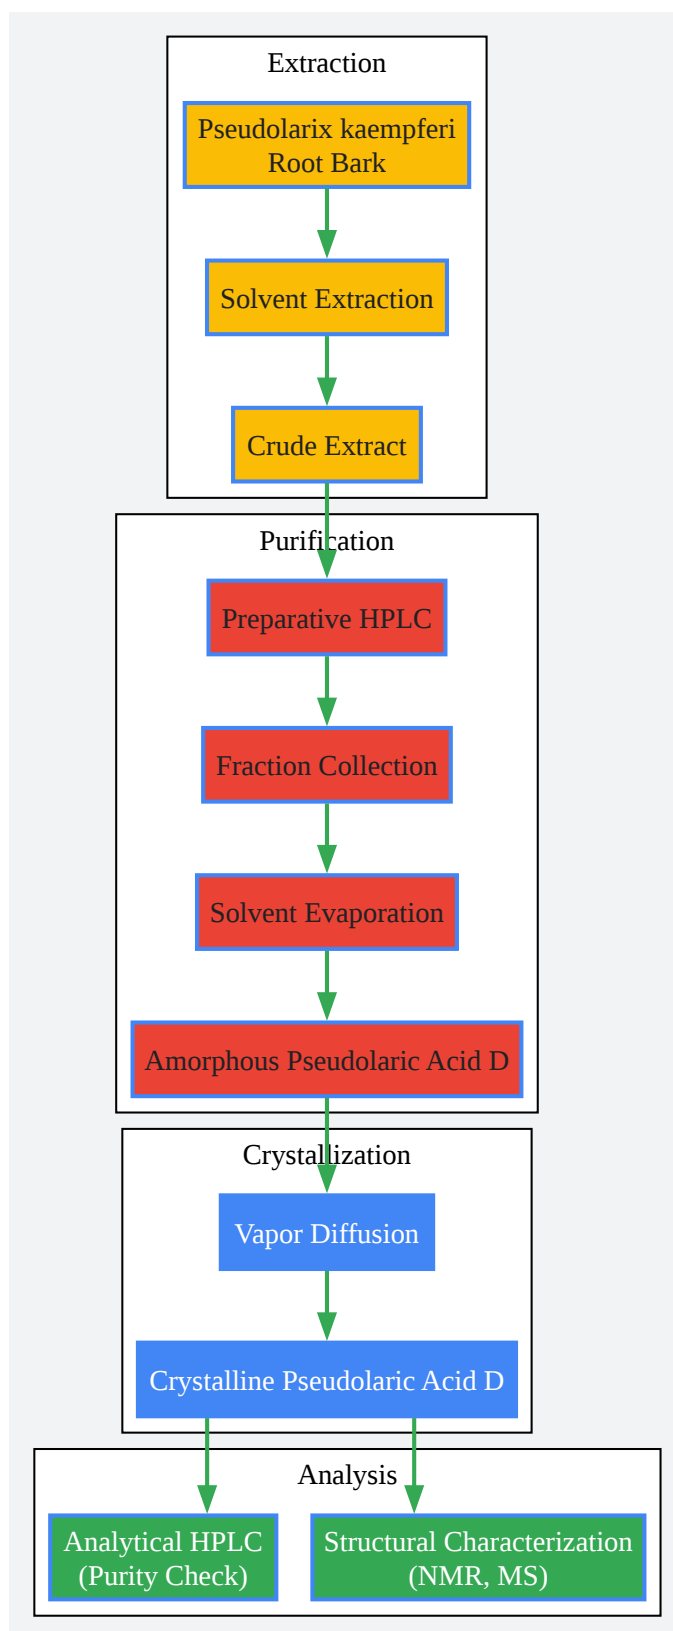 Extraction
Pseudolarix kaempferi
Root Bark
Solvent Extraction
Crude Extract
Purification
Preparative HPLC
Fraction Collection
Solvent Evaporation
Amorphous Pseudolaric Acid D
Crystallization
Vapor Diffusion
Crystalline Pseudolaric Acid D
Analysis
Analytical HPLC
(Purity Check)
Structural Characterization
(NMR, MS)